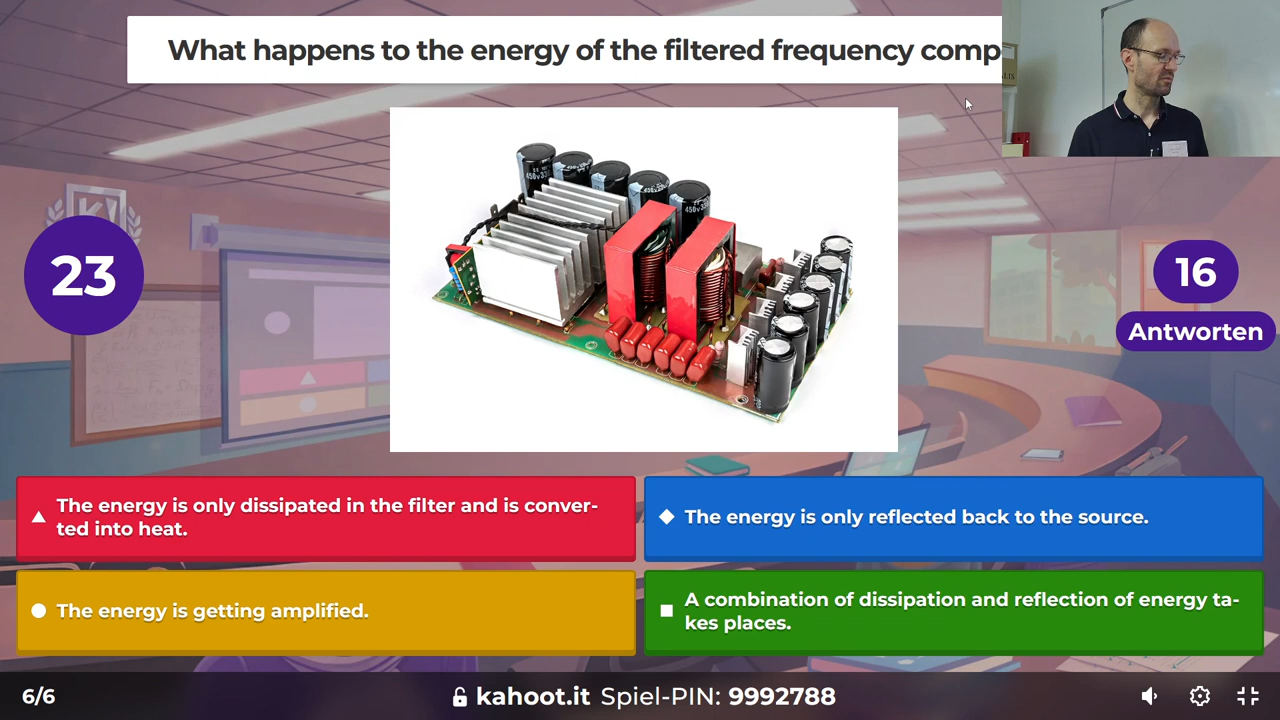 What happens to the energy of the filtered frequency comp
23
16
Antworten
The energy is only dissipated in the filter and is conver-
ted into heat.
The energy is only reflected back to the source.
The energy is getting amplified.
A combination of dissipation and reflection of energy ta-
kes places.
6/6
kahoot.it Spiel-PIN: 9992788